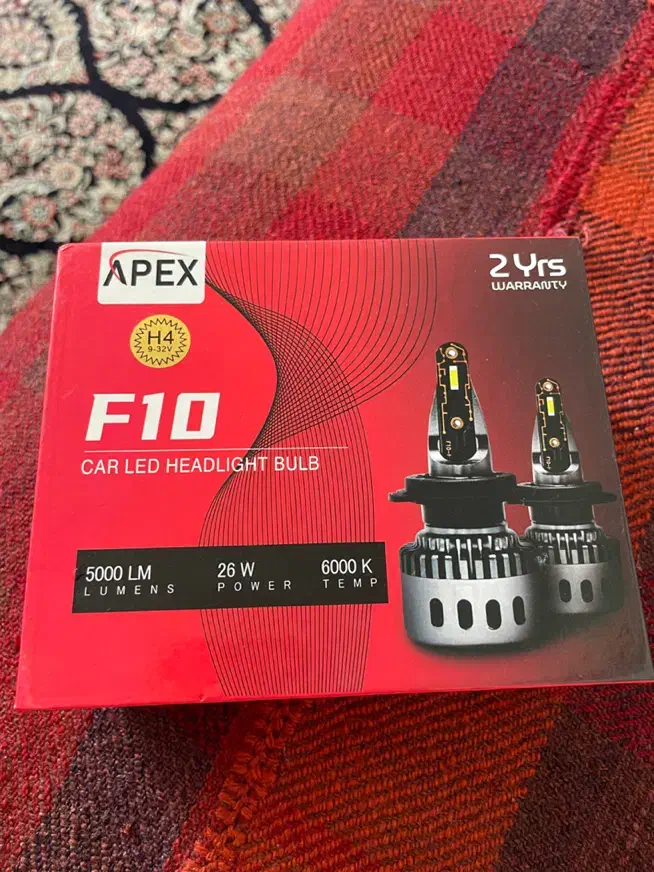 APEX
2 Yrs
WARRANTY
H4
9-32V
F10
CAR LED HEADLIGHT BULB
5000 LM
LUMENS
26 W
POWER
6000 K
TEMP